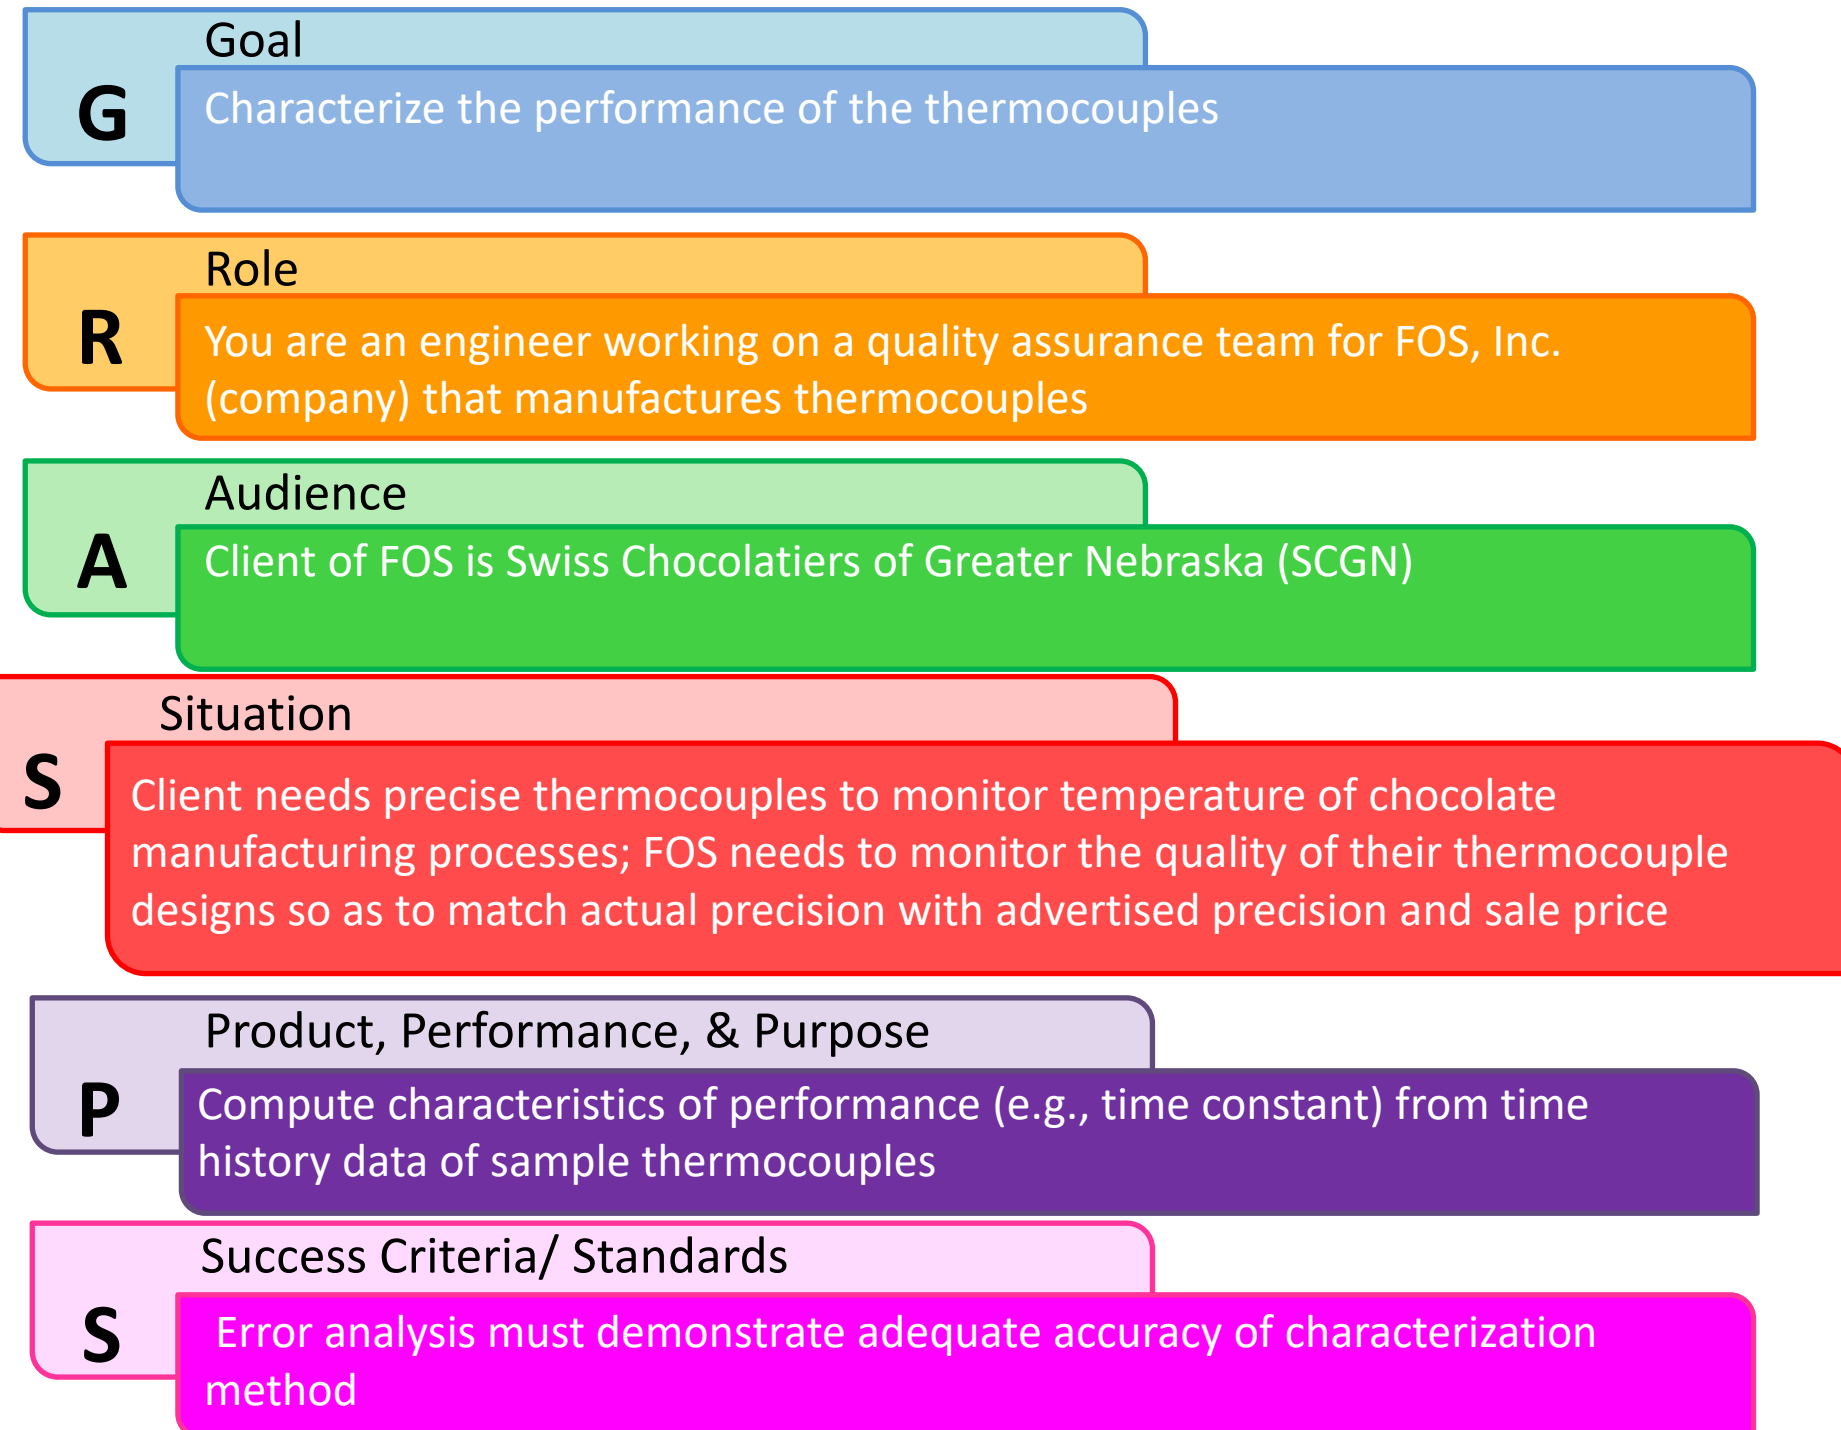 Goal
G
Characterize the performance of the thermocouples
Role
R
You are an engineer working on a quality assurance team for FOS, Inc.
(company) that manufactures thermocouples
Audience
A
Client of FOS is Swiss Chocolatiers of Greater Nebraska (SCGN)
Situation
S
Client needs precise thermocouples to monitor temperature of chocolate
manufacturing processes; FOS needs to monitor the quality of their thermocouple
designs so as to match actual precision with advertised precision and sale price
Product, Performance, & Purpose
P
Compute characteristics of performance (e.g., time constant) from time
history data of sample thermocouples
Success Criteria/ Standards
S
Error analysis must demonstrate adequate accuracy of characterization
method